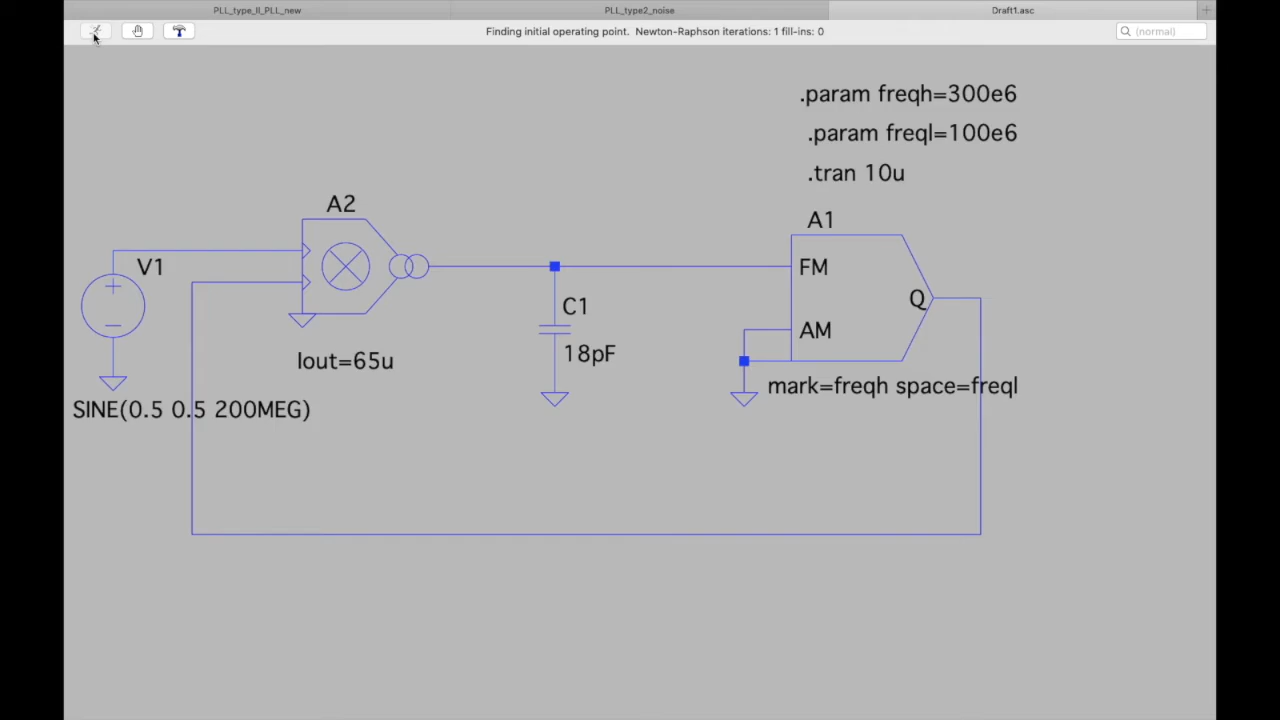 PLL_type_II_PLL_new
PLL_type2_noise
Draft1.asc
Finding initial operating point. Newton-Raphson iterations: 1 fill-ins: 0
(normal)
.param freqh=300e6
.param freql=100e6
.tran 10u
A2
A1
V1
FM
C1
Q
AM
18pF
Iout=65u
mark=freqh space=freql
SINE(0.5 0.5 200MEG)